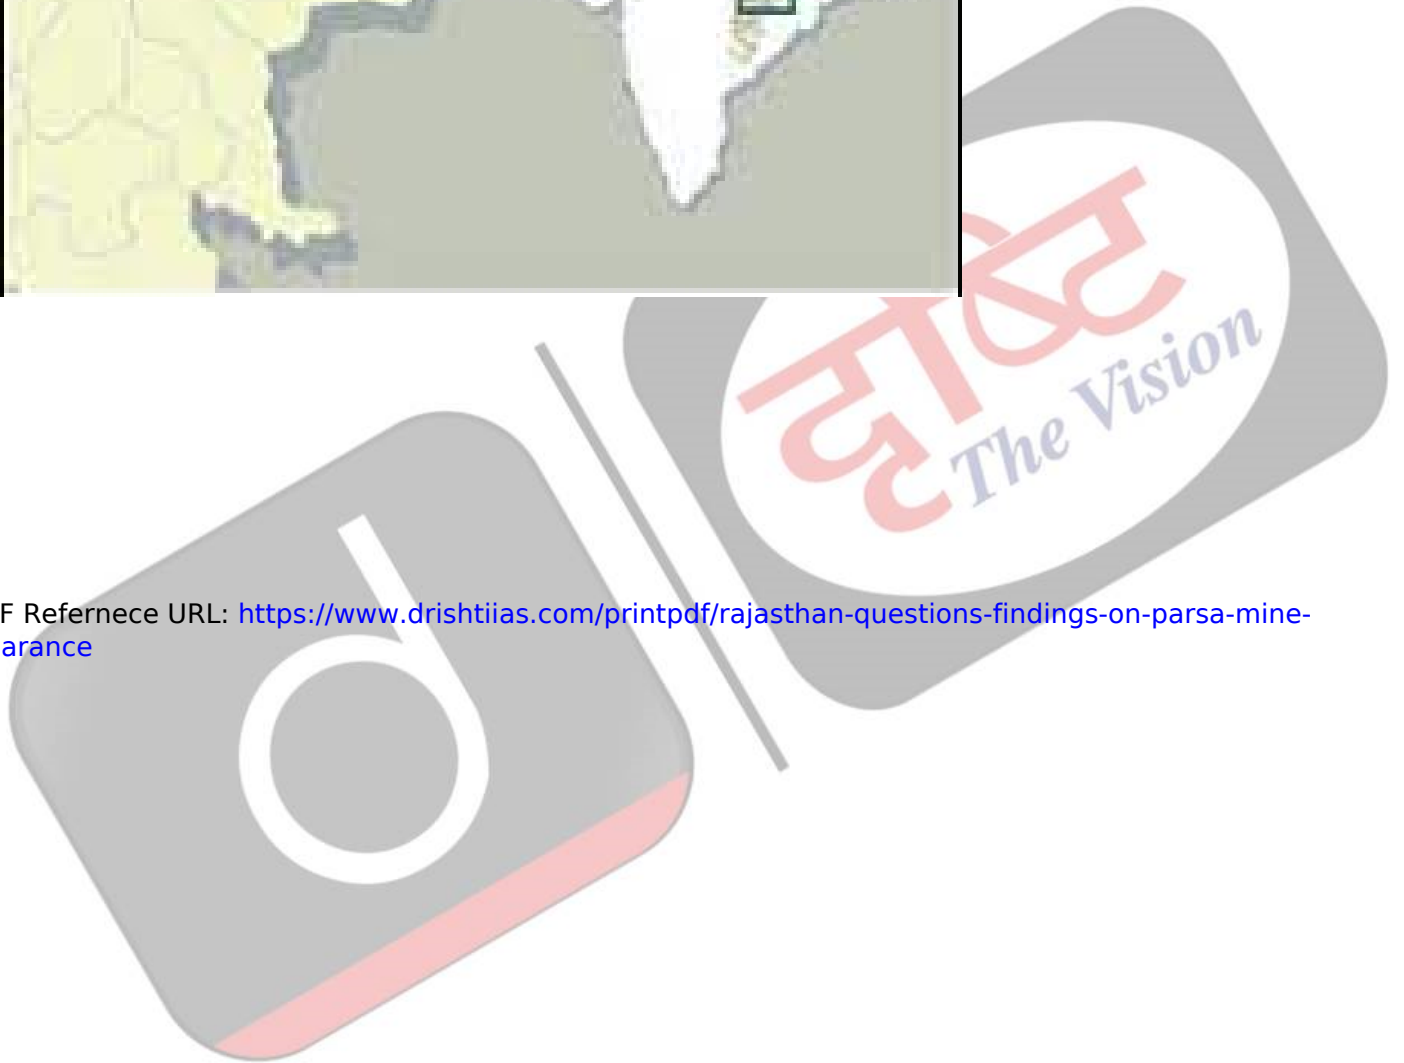 दृष्टि
The Vision
F Refernece URL: https://www.drishtiias.com/printpdf/rajasthan-questions-findings-on-parsa-mine-
arance